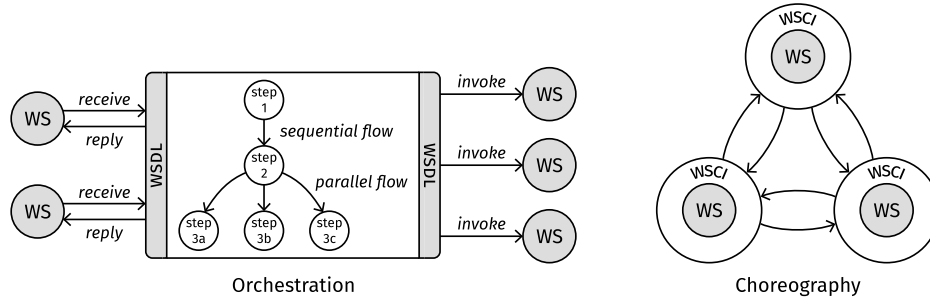 WS
receive
reply
WS
receive
reply
WSDL
step
1
sequential flow
step
2
parallel flow
step
3a
step
3b
step
3c
WSDL
invoke
WS
invoke
WS
invoke
WS
Orchestration
WSCI
WS
WSCI
WS
WSCI
WS
Choreography